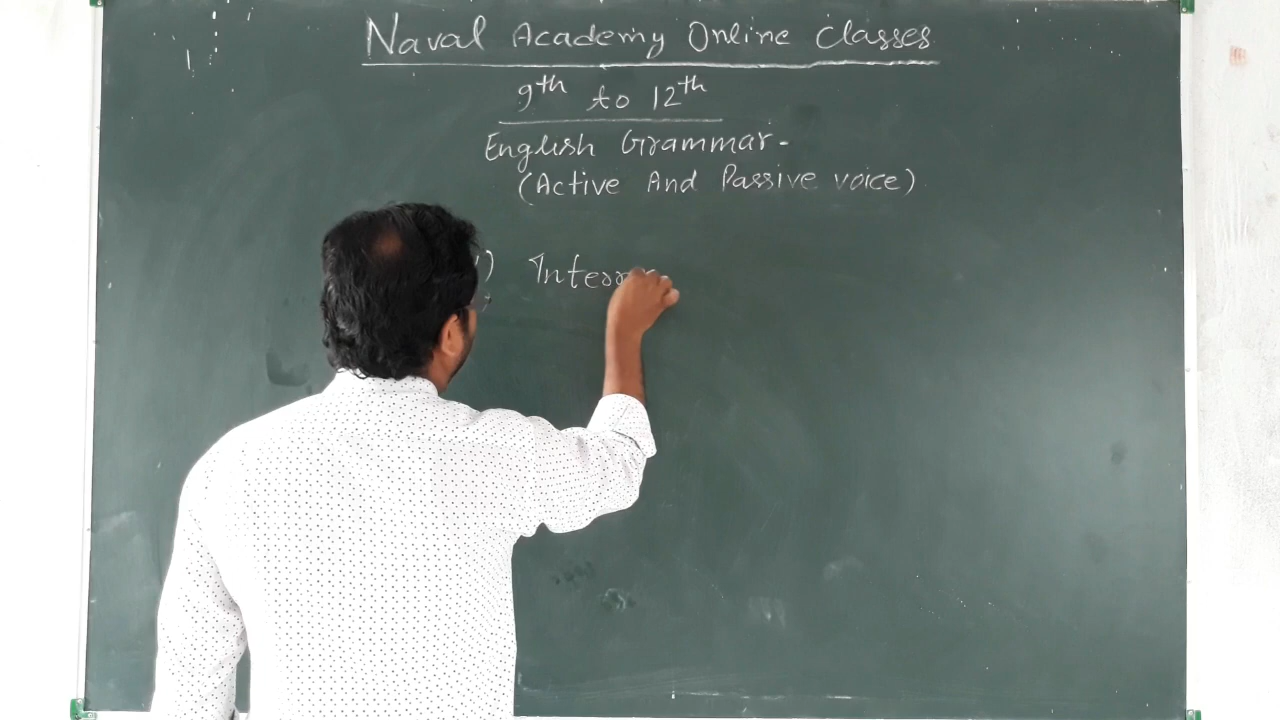 Naval Academy Online Classes
9th to 12th
English Grammar-
(Active And Passive voice)